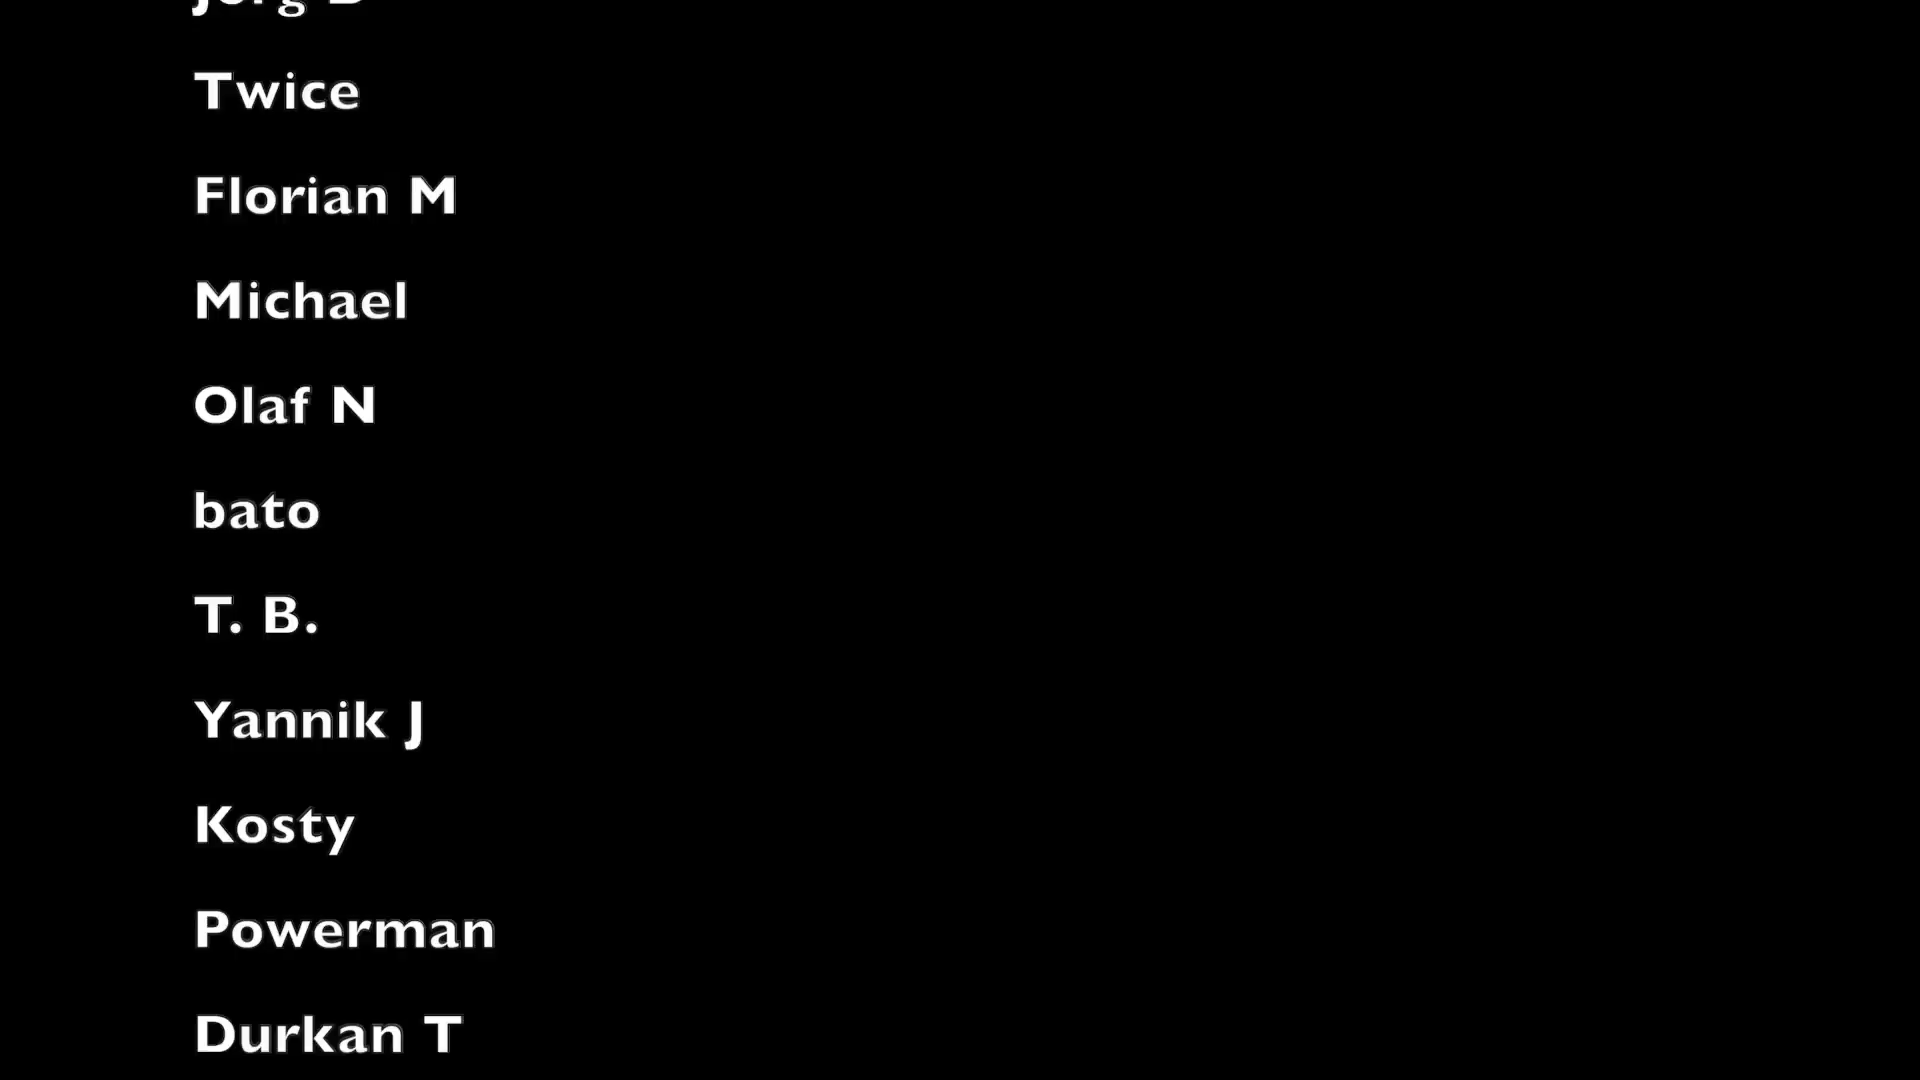 Twice
Florian M
Michael
Olaf N
bato
T. B.
Yannik J
Kosty
Powerman
Durkan T